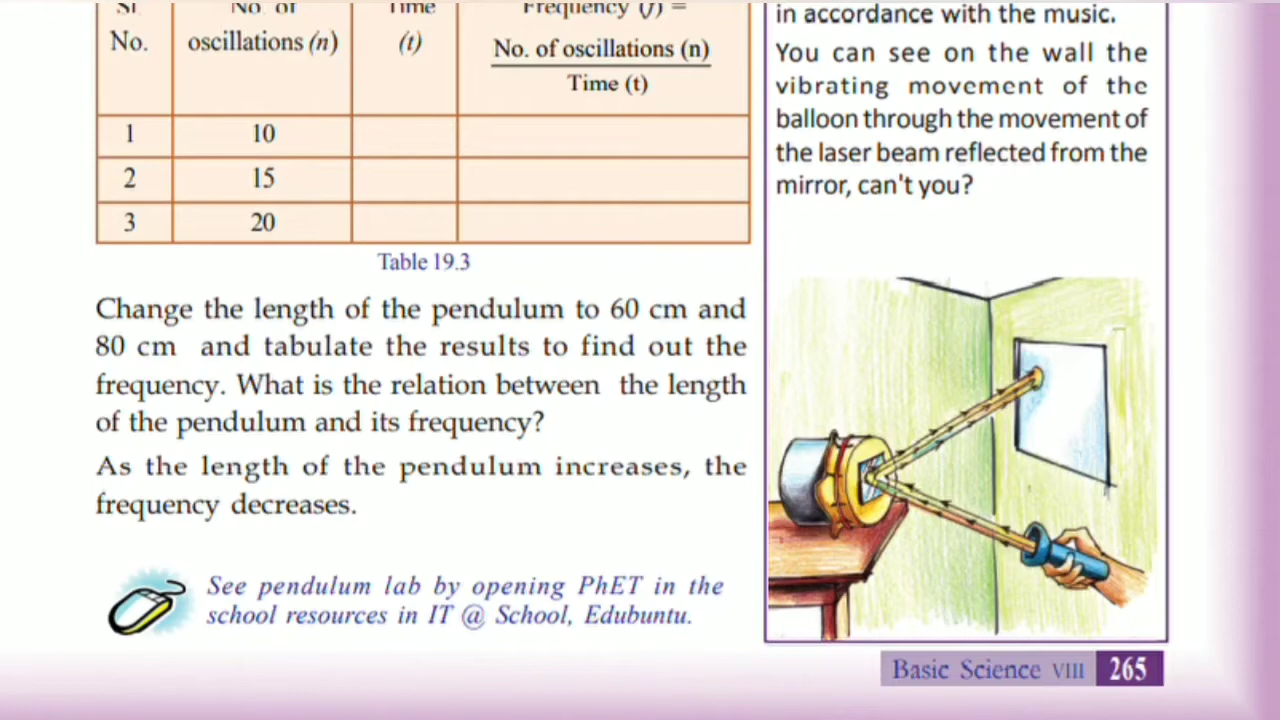 Sl No. of Time Frequency (f) =
No. oscillations (n) (t) No. of oscillations (n)
Time (t)
1 10
2 15
3 20
Table 19.3
Change the length of the pendulum to 60 cm and
80 cm and tabulate the results to find out the
frequency. What is the relation between the length
of the pendulum and its frequency?
As the length of the pendulum increases, the
frequency decreases.
See pendulum lab by opening PhET in the
school resources in IT @ School, Edubuntu.
in accordance with the music.
You can see on the wall the
vibrating movement of the
balloon through the movement of
the laser beam reflected from the
mirror, can't you?
Basic Science VIII 265